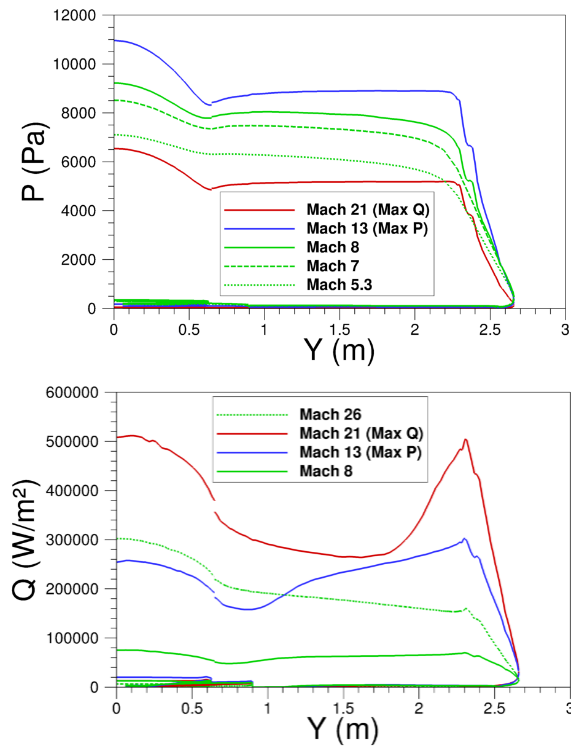 12000
10000
8000
6000
4000
2000
0
P (Pa)
Mach 21 (Max Q)
Mach 13 (Max P)
Mach 8
Mach 7
Mach 5.3
0 0.5 1 1.5 2 2.5 3
Y (m)
600000
500000
400000
300000
200000
100000
0
Q (W/m²)
Mach 26
Mach 21 (Max Q)
Mach 13 (Max P)
Mach 8
0 0.5 1 1.5 2 2.5 3
Y (m)